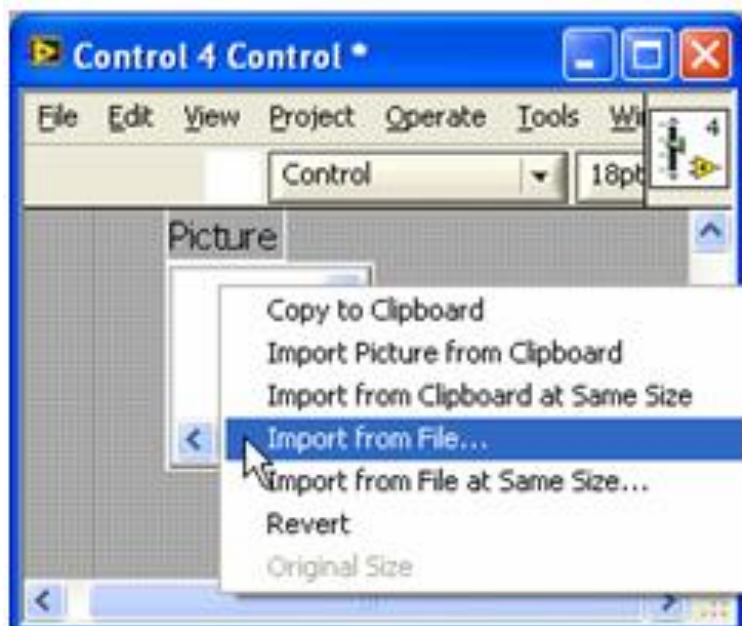 Control 4 Control *
File Edit View Project Operate Tools
Control 18pt
4
Picture
Copy to Clipboard
Import Picture from Clipboard
Import from Clipboard at Same Size
Import from File...
Import from File at Same Size...
Revert
Original Size